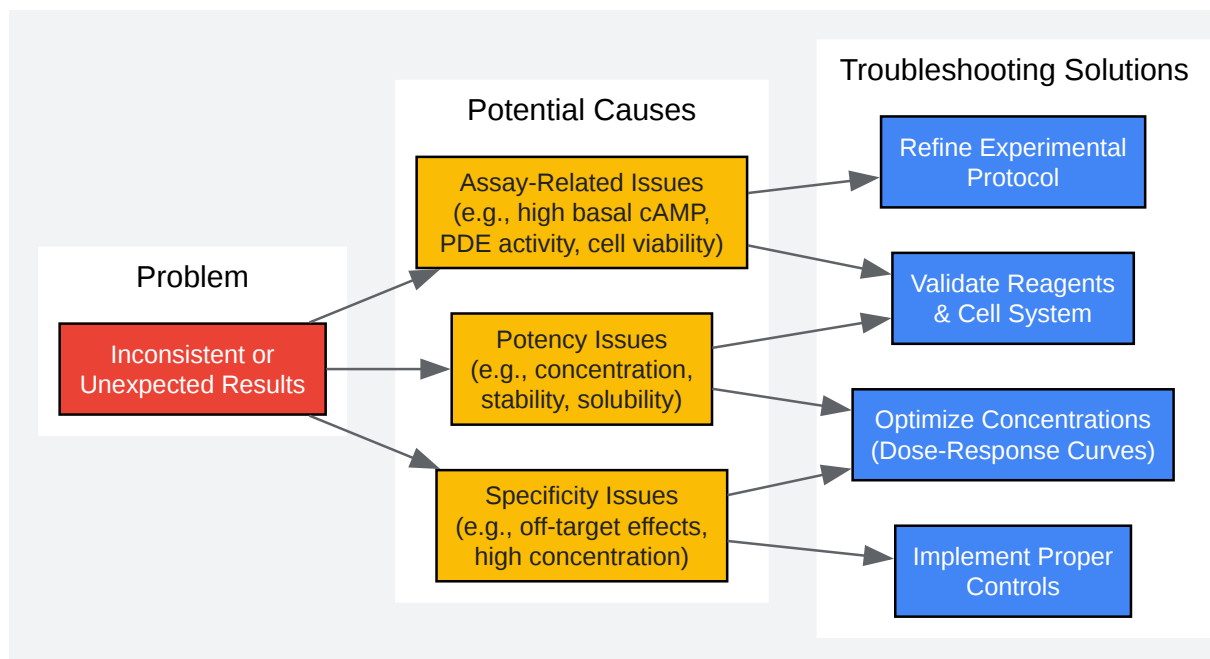 Problem
Inconsistent or
Unexpected Results
Potential Causes
Assay-Related Issues
(e.g., high basal cAMP,
PDE activity, cell viability)
Potency Issues
(e.g., concentration,
stability, solubility)
Specificity Issues
(e.g., off-target effects,
high concentration)
Troubleshooting Solutions
Refine Experimental
Protocol
Validate Reagents
& Cell System
Optimize Concentrations
(Dose-Response Curves)
Implement Proper
Controls